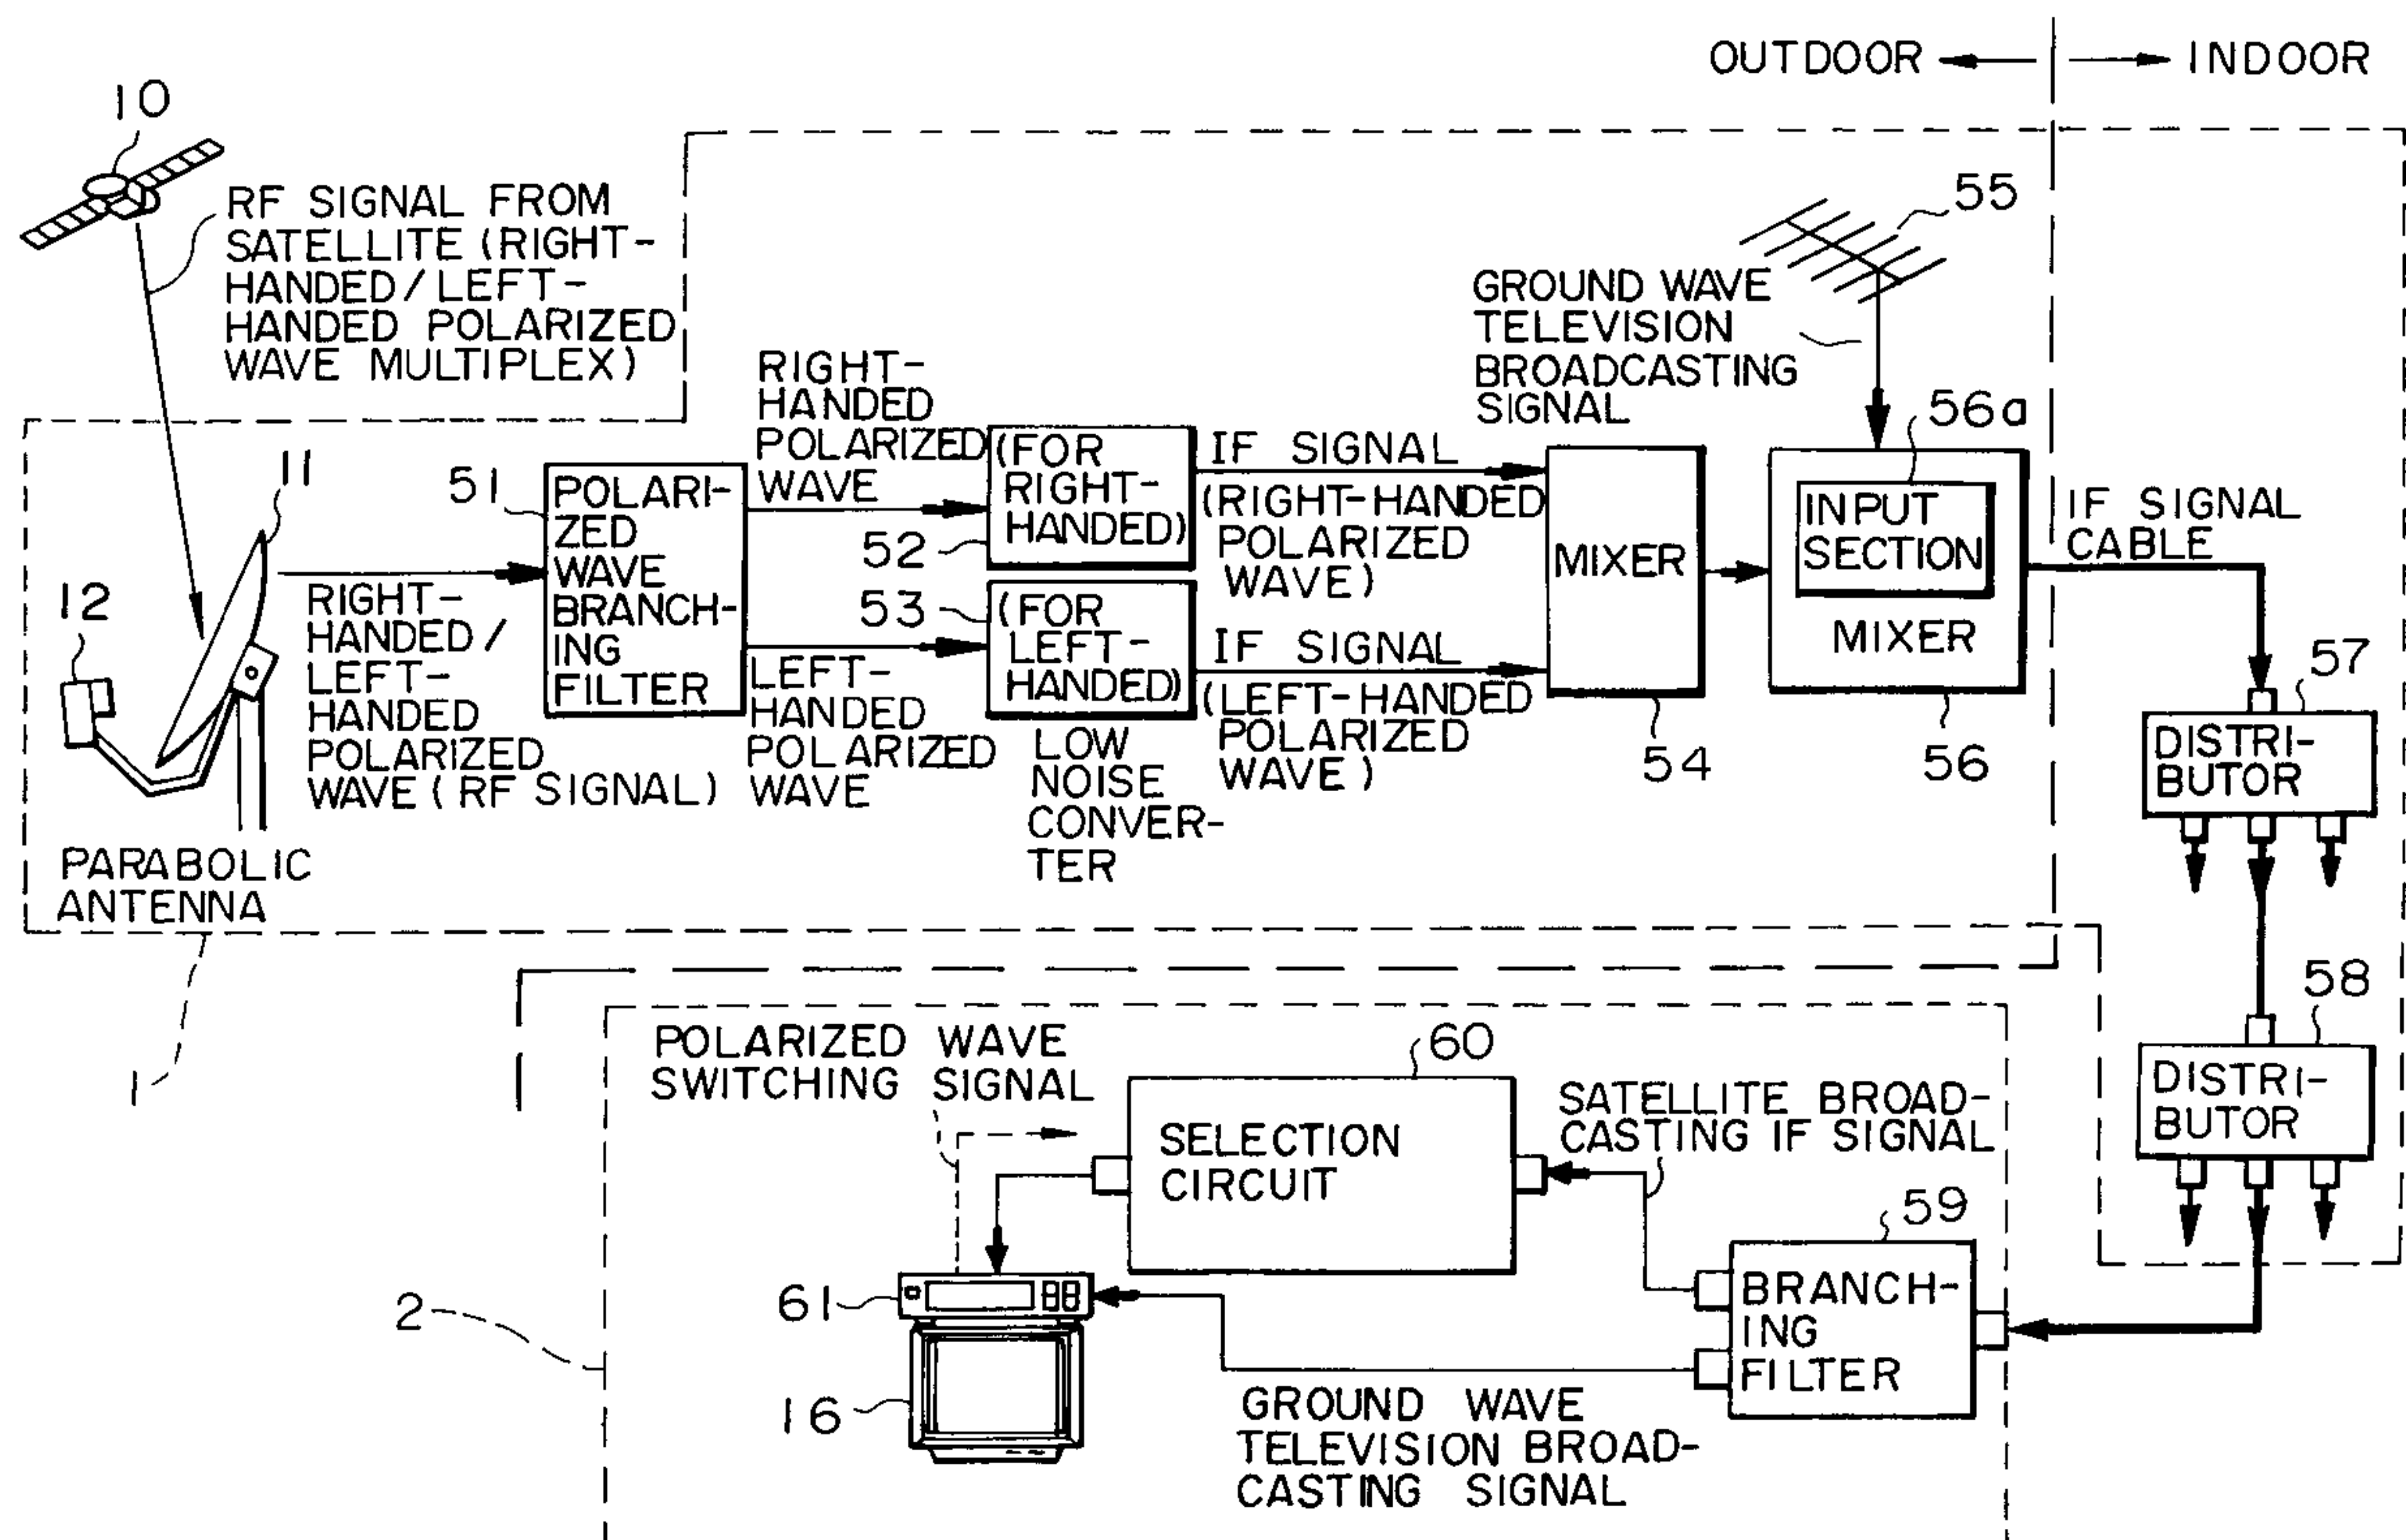 OUTDOOR
INDOOR
10
RF SIGNAL FROM
SATELLITE (RIGHT-
HANDED/LEFT-
HANDED POLARIZED
WAVE MULTIPLEX)
55
GROUND WAVE
TELEVISION
BROADCASTING
SIGNAL
11
12
RIGHT-
HANDED/
LEFT-
HANDED
POLARIZED
WAVE (RF SIGNAL)
PARABOLIC
ANTENNA
1
51
POLARI-
ZED
WAVE
BRANCH-
ING
FILTER
RIGHT-
HANDED
POLARIZED
WAVE
LEFT-
HANDED
POLARIZED
WAVE
52
(FOR
RIGHT-
HANDED)
53
(FOR
LEFT-
HANDED)
LOW
NOISE
CONVER-
TER
IF SIGNAL
(RIGHT-HANDED
POLARIZED
WAVE)
IF SIGNAL
(LEFT-HANDED
POLARIZED
WAVE)
MIXER
54
56a
INPUT
SECTION
MIXER
56
IF SIGNAL
CABLE
57
DISTRI-
BUTOR
58
DISTRI-
BUTOR
POLARIZED WAVE
SWITCHING SIGNAL
60
SELECTION
CIRCUIT
SATELLITE BROAD-
CASTING IF SIGNAL
59
BRANCH-
ING
FILTER
61
2
16
GROUND WAVE
TELEVISION BROAD-
CASTING SIGNAL